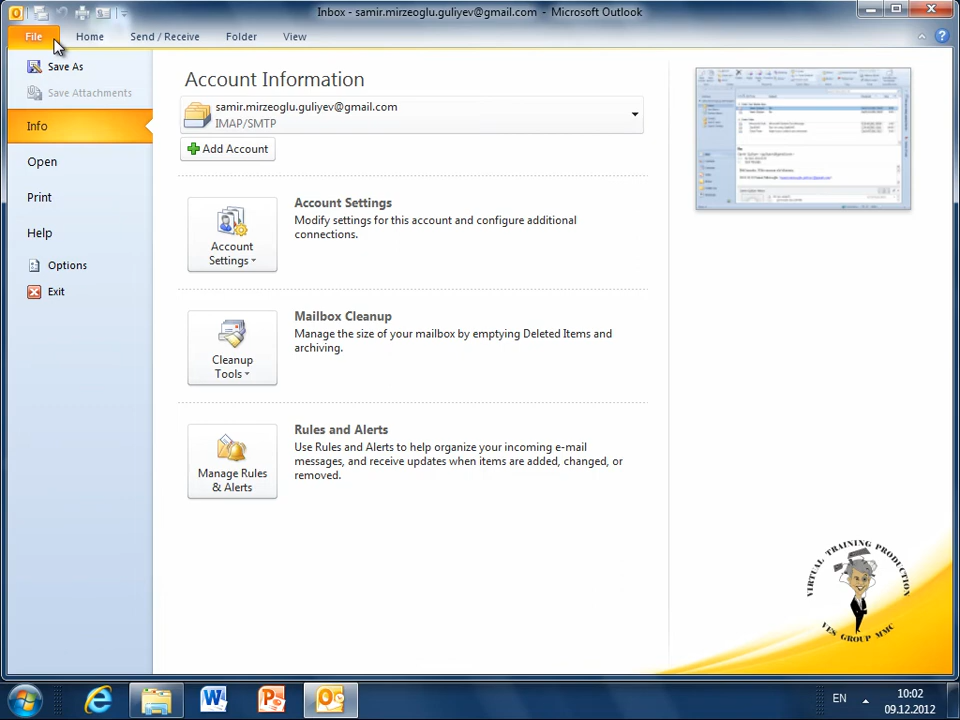 Inbox - samir.mirzeoglu.guliyev@gmail.com - Microsoft Outlook
File Home Send / Receive Folder View
Save As
Save Attachments
Info
Open
Print
Help
Options
Exit
Account Information
samir.mirzeoglu.guliyev@gmail.com
IMAP/SMTP
Add Account
Account
Settings
Account Settings
Modify settings for this account and configure additional
connections.
Cleanup
Tools
Mailbox Cleanup
Manage the size of your mailbox by emptying Deleted Items and
archiving.
Manage Rules
& Alerts
Rules and Alerts
Use Rules and Alerts to help organize your incoming e-mail
messages, and receive updates when items are added, changed, or
removed.
VIRTUAL TRAINING PRODUCTION
YES GROUP MMC
EN
10:02
09.12.2012